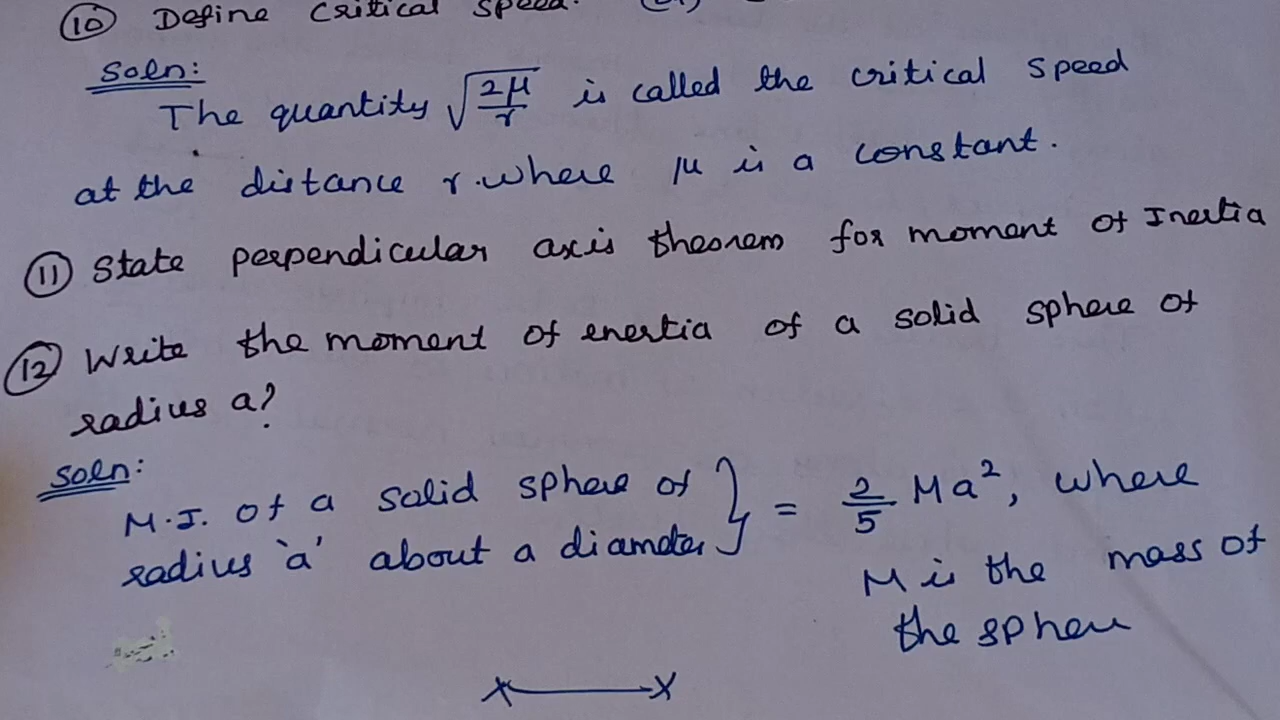 (10) Define Critical Speed.
Soln:
The quantity √(2μ/r) is called the critical speed
at the distance r. where μ is a constant.
(11) State perpendicular axis theorem for moment of Inertia
(12) Write the moment of enertia of a solid sphere of
radius a?
Soln:
M.I. of a solid sphere of } = 2/5 Ma², where
radius 'a' about a diameter
M is the mass of
the sphere